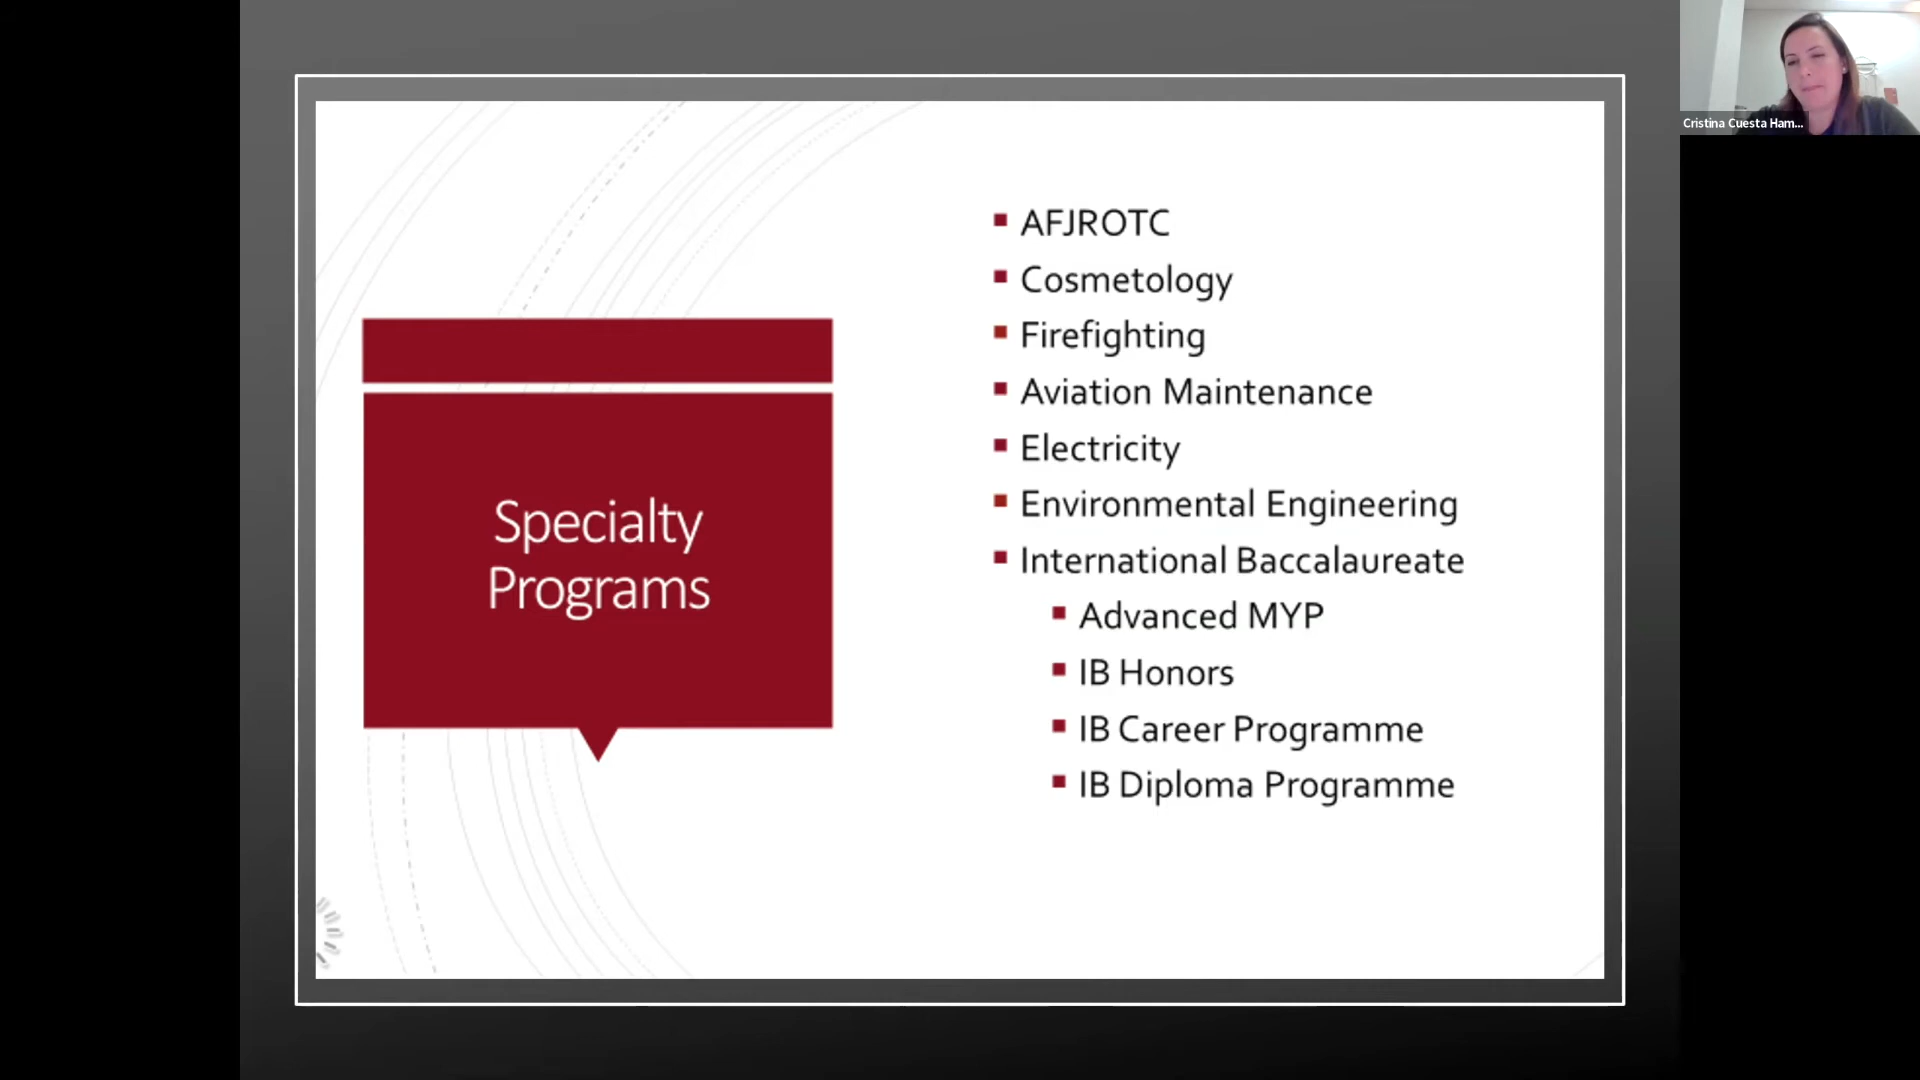 Cristina Cuesta Ham...
Specialty
Programs
AFJROTC
Cosmetology
Firefighting
Aviation Maintenance
Electricity
Environmental Engineering
International Baccalaureate
Advanced MYP
IB Honors
IB Career Programme
IB Diploma Programme